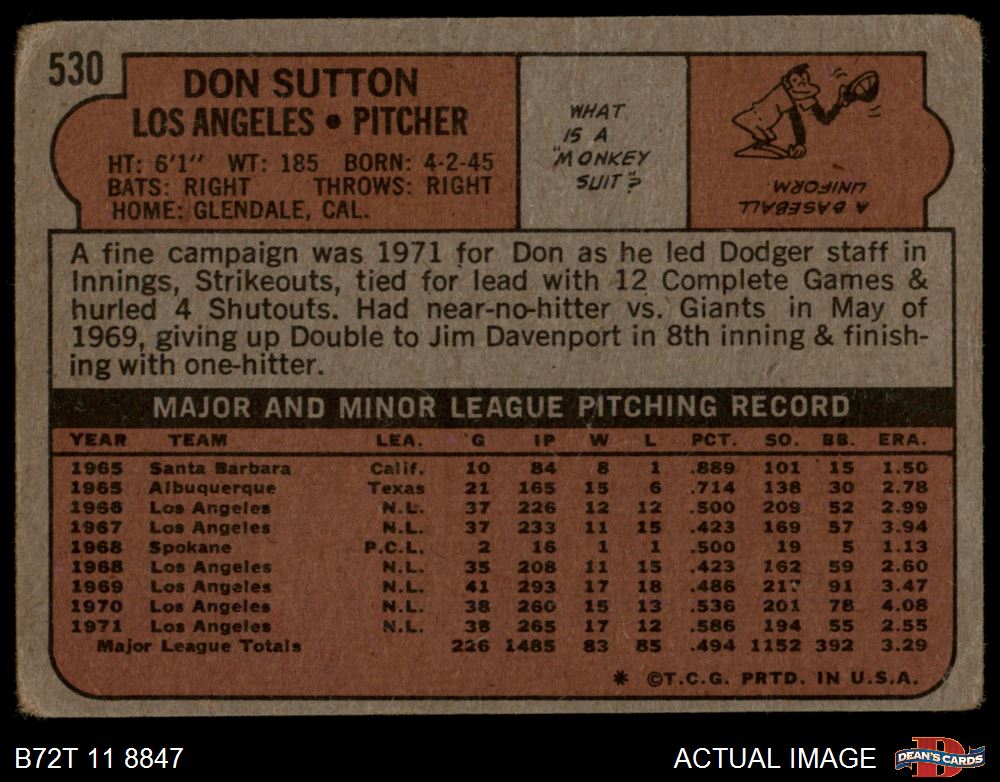 530
DON SUTTON
LOS ANGELES • PITCHER
HT: 6'1" WT: 185 BORN: 4-2-45
BATS: RIGHT THROWS: RIGHT
HOME: GLENDALE, CAL.
WHAT
IS A
"MONKEY
SUIT"?
A BASEBALL
UNIFORM.
A fine campaign was 1971 for Don as he led Dodger staff in
Innings, Strikeouts, tied for lead with 12 Complete Games &
hurled 4 Shutouts. Had near-no-hitter vs. Giants in May of
1969, giving up Double to Jim Davenport in 8th inning & finish-
ing with one-hitter.
MAJOR AND MINOR LEAGUE PITCHING RECORD
YEAR TEAM LEA. G IP W L PCT. SO. BB. ERA.
1965 Santa Barbara Calif. 10 84 8 1 .889 101 15 1.50
1965 Albuquerque Texas 21 165 15 6 .714 138 30 2.78
1966 Los Angeles N.L. 37 226 12 12 .500 209 52 2.99
1967 Los Angeles N.L. 37 233 11 15 .423 169 57 3.94
1968 Spokane P.C.L. 2 16 1 1 .500 19 5 1.13
1968 Los Angeles N.L. 35 208 11 15 .423 162 59 2.60
1969 Los Angeles N.L. 41 293 17 18 .486 217 91 3.47
1970 Los Angeles N.L. 38 260 15 13 .536 201 78 4.08
1971 Los Angeles N.L. 38 265 17 12 .586 194 55 2.55
Major League Totals 226 1485 83 85 .494 1152 392 3.29
* ©T.C.G. PRTD. IN U.S.A.
B72T 11 8847
ACTUAL IMAGE
D
DEAN'S CARDS